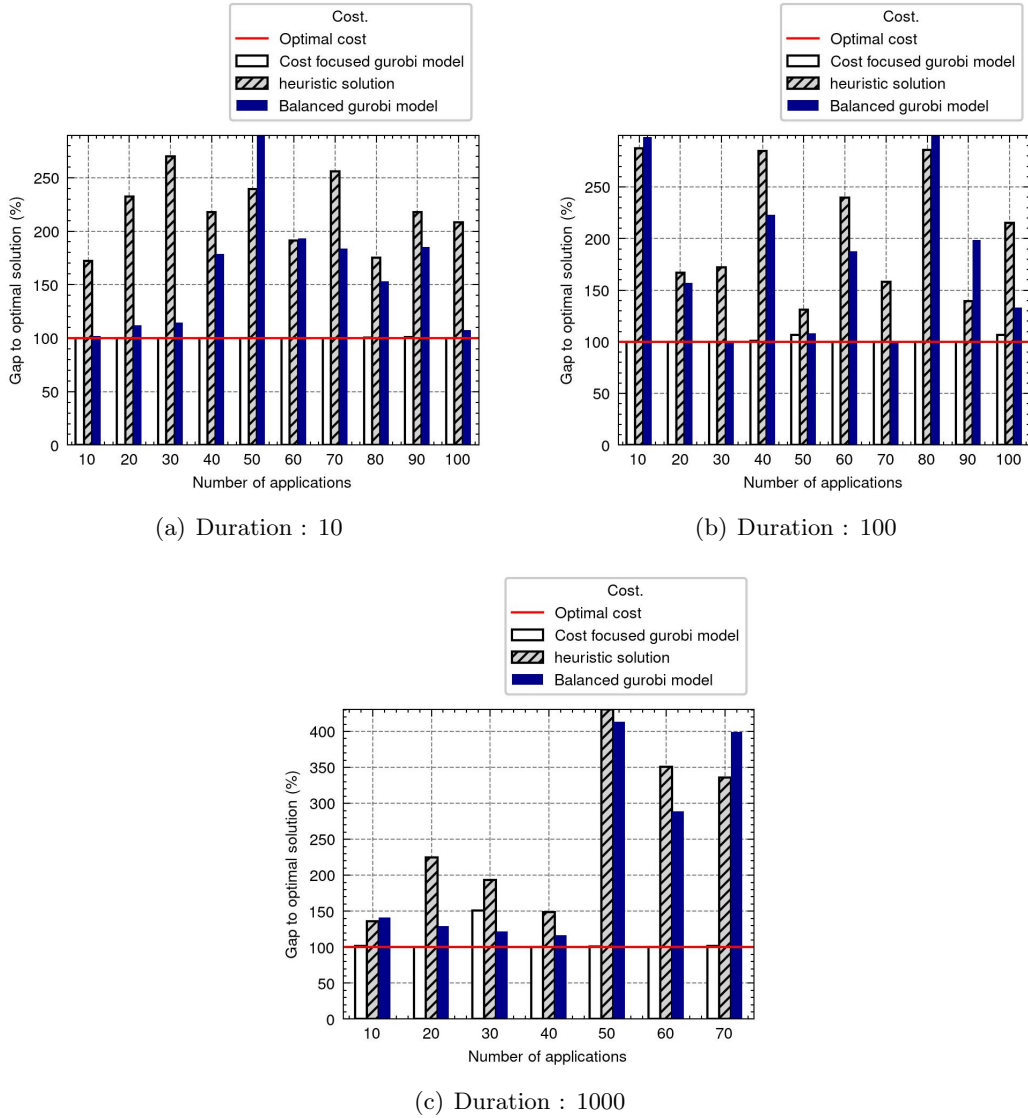 Cost.
Optimal cost
Cost focused gurobi model
heuristic solution
Balanced gurobi model
Gap to optimal solution (%)
250
200
150
100
50
0
10 20 30 40 50 60 70 80 90 100
Number of applications
(a) Duration : 10
Cost.
Optimal cost
Cost focused gurobi model
heuristic solution
Balanced gurobi model
Gap to optimal solution (%)
250
200
150
100
50
0
10 20 30 40 50 60 70 80 90 100
Number of applications
(b) Duration : 100
Cost.
Optimal cost
Cost focused gurobi model
heuristic solution
Balanced gurobi model
Gap to optimal solution (%)
400
350
300
250
200
150
100
50
0
10 20 30 40 50 60 70
Number of applications
(c) Duration : 1000